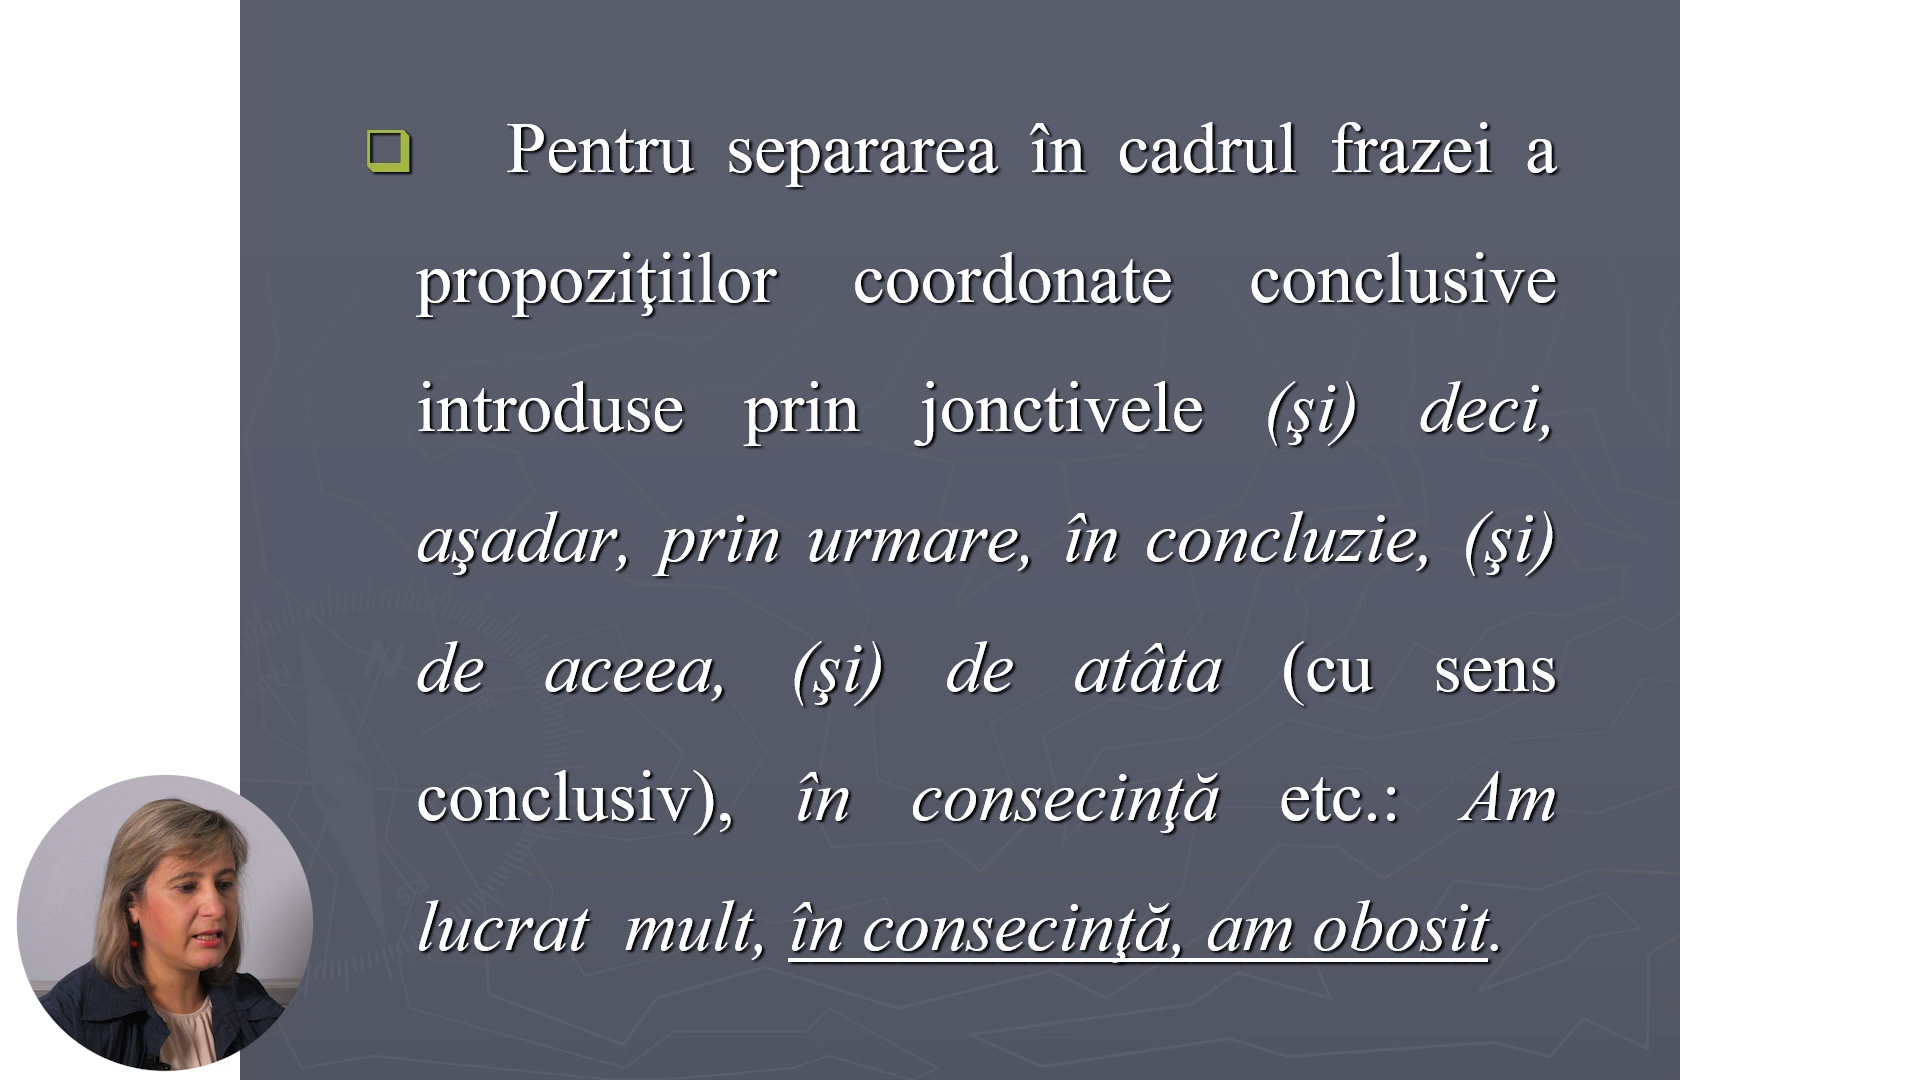 Pentru separarea în cadrul frazei a
propoziţiilor coordonate conclusive
introduse prin jonctivele (şi) deci,
aşadar, prin urmare, în concluzie, (şi)
de aceea, (şi) de atâta (cu sens
conclusiv), în consecinţă etc.: Am
lucrat mult, în consecinţă, am obosit.